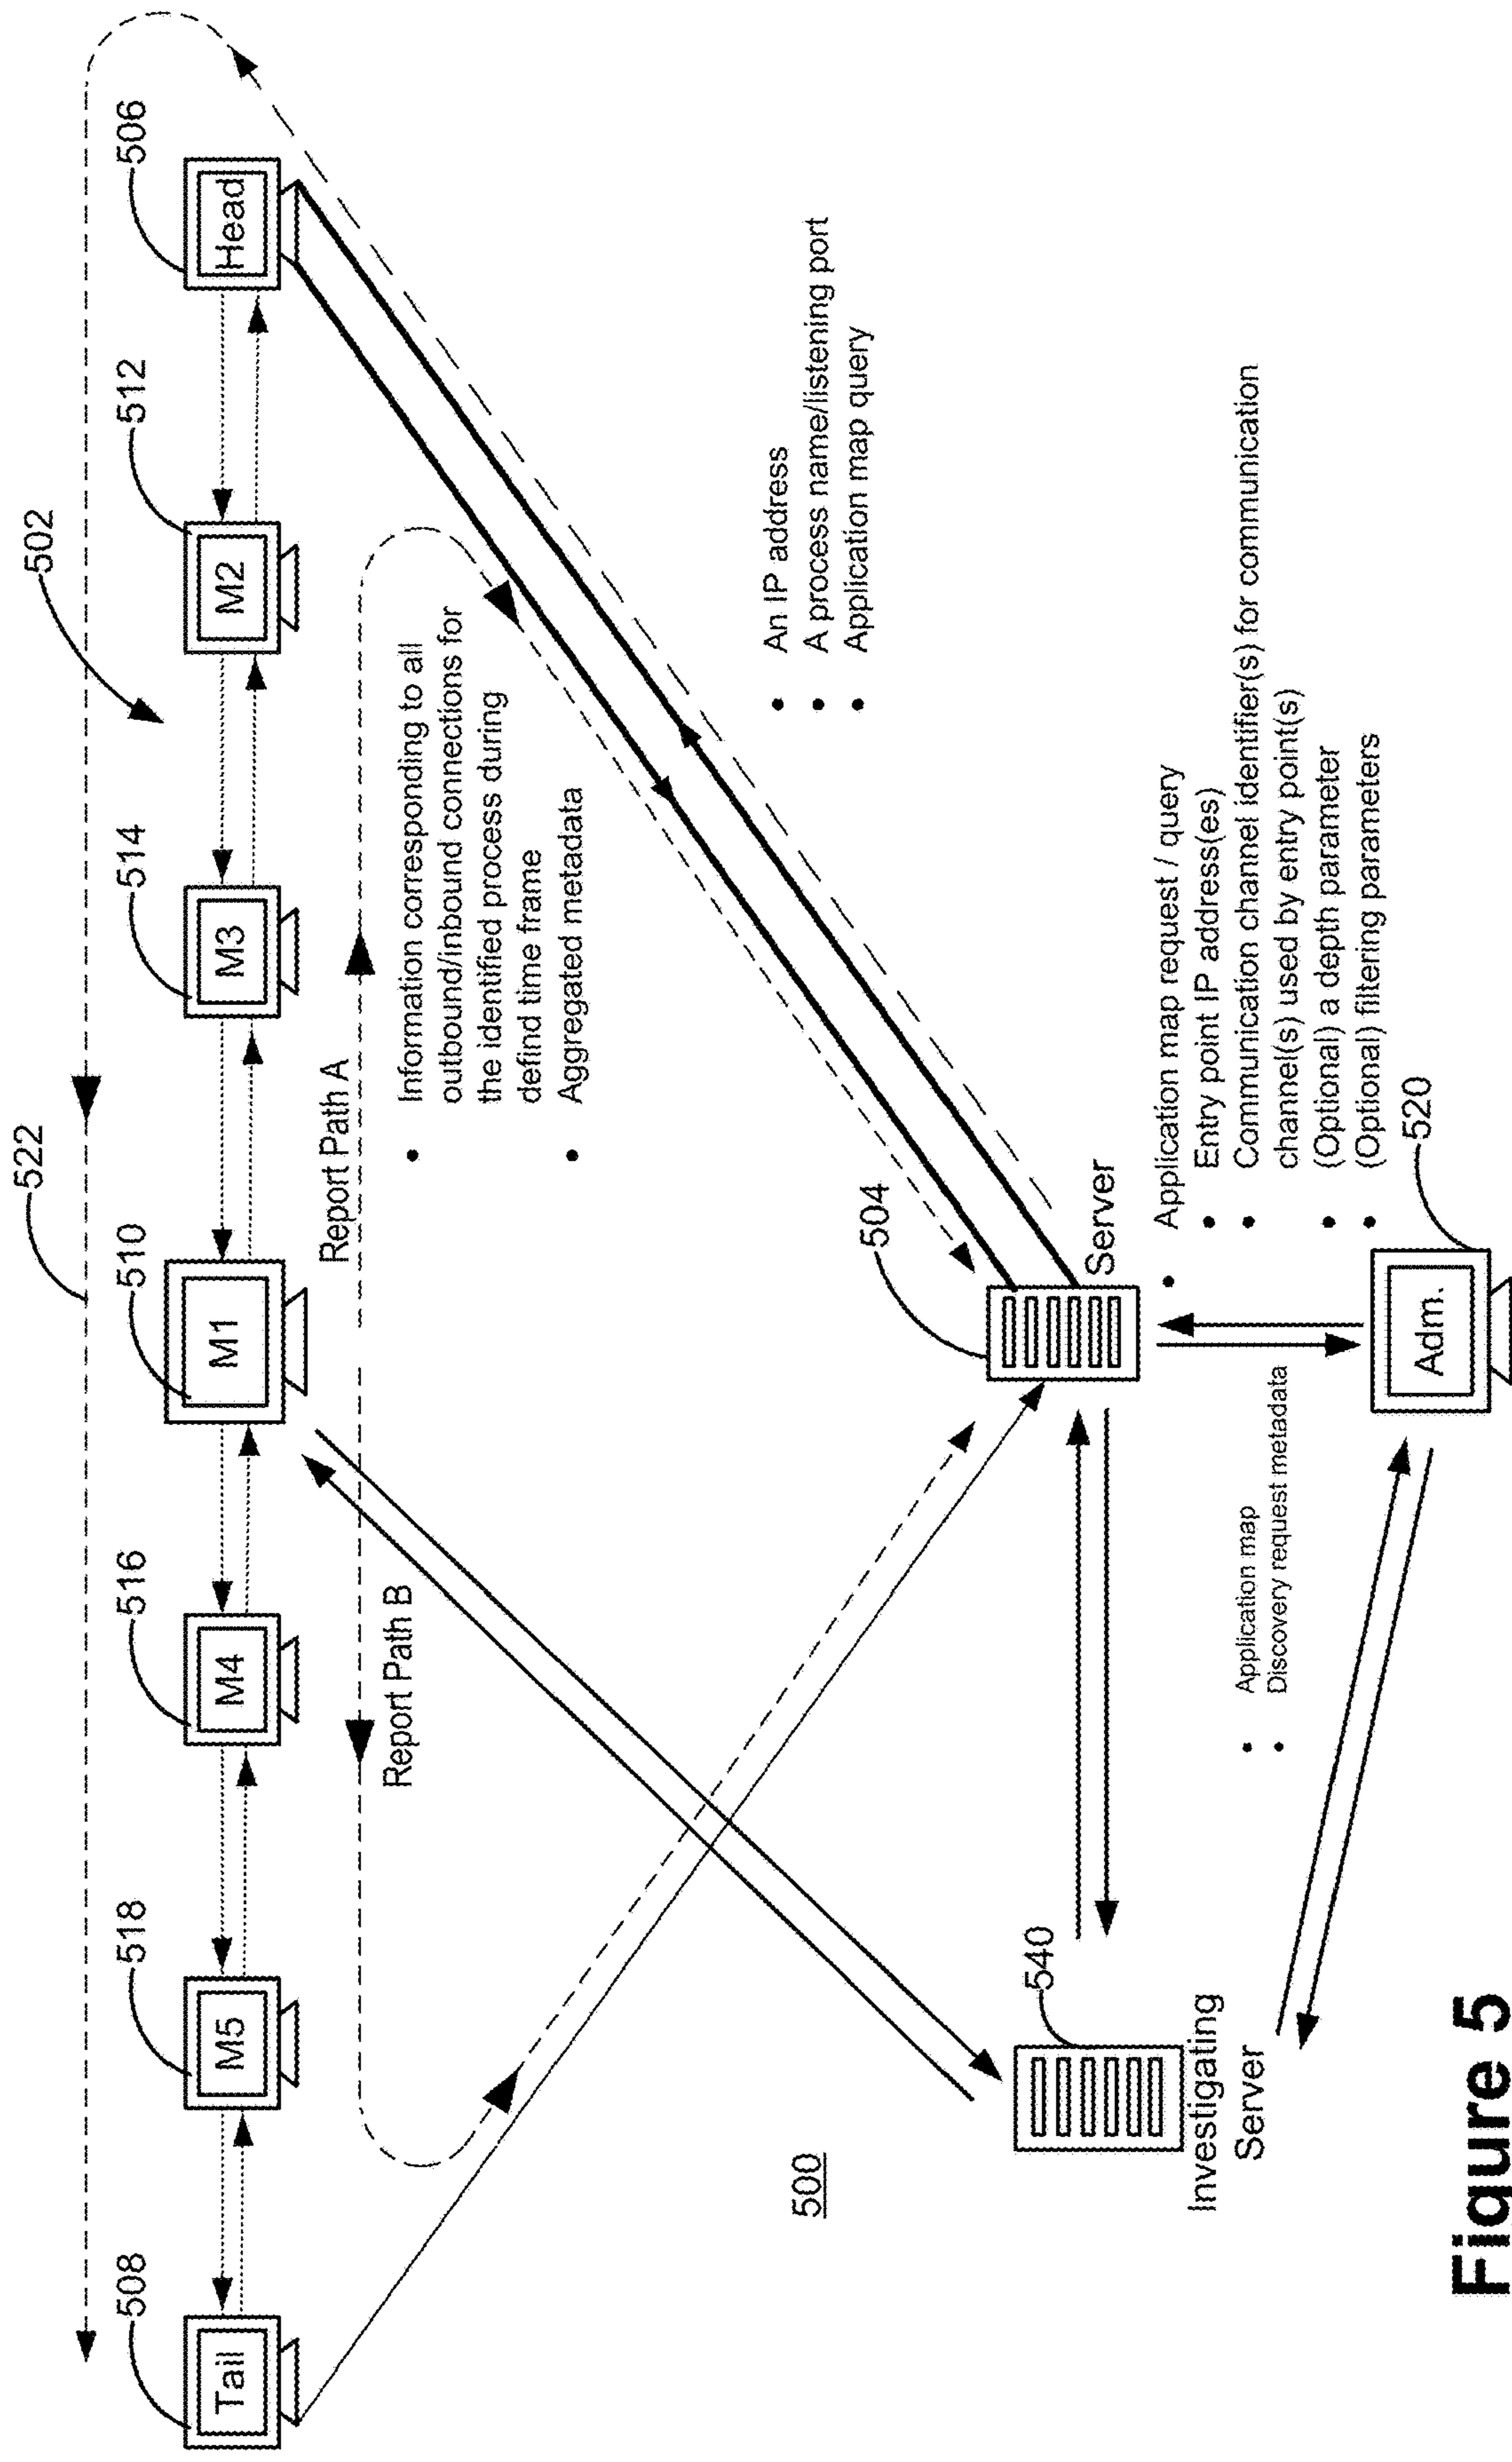 522
502
508
518
516
510
514
512
506
Tail
M5
M4
M1
M3
M2
Head
Report Path B
Report Path A
• Information corresponding to all
outbound/inbound connections for
the identified process during
defind time frame
• Aggregated metadata
• An IP address
• A process name/listening port
• Application map query
500
540
Investigating
Server
504
Server
• Application map request / query
• Entry point IP address(es)
• Communication channel identifier(s) for communication
channel(s) used by entry point(s)
• (Optional) a depth parameter
• (Optional) filtering parameters
• Application map
• Discovery request metadata
Adm.
520
Figure 5